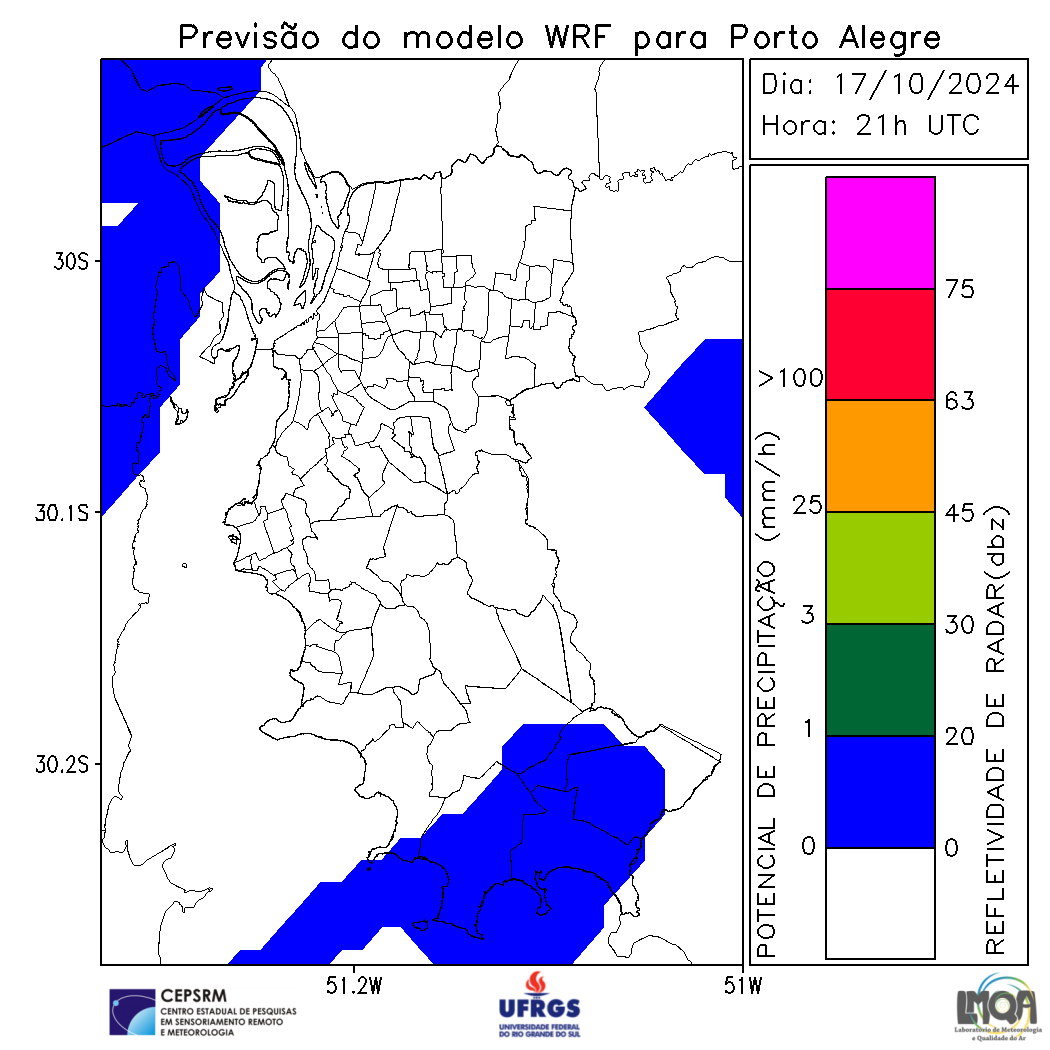 Previsão do modelo WRF para Porto Alegre
Dia: 17/10/2024
Hora: 21h UTC
30S
30.1S
30.2S
51.2W
51W
POTENCIAL DE PRECIPITAÇÃO (mm/h)
>100
25
3
1
0
75
63
45
30
20
0
REFLETIVIDADE DE RADAR(dbz)
CEPSRM
CENTRO ESTADUAL DE PESQUISAS
EM SENSORIAMENTO REMOTO
E METEOROLOGIA
UFRGS
UNIVERSIDADE FEDERAL
DO RIO GRANDE DO SUL
LMQA
Laboratório de Meteorologia
e Qualidade do Ar